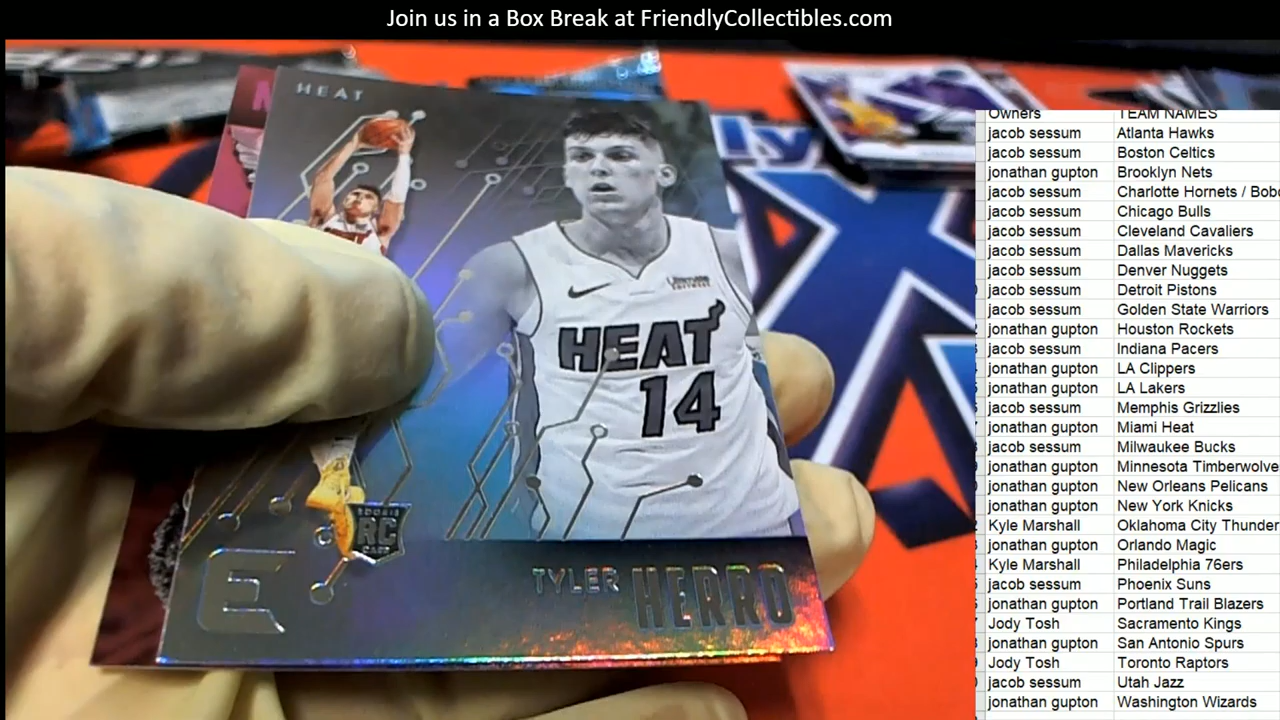 Join us in a Box Break at FriendlyCollectibles.com
HEAT
ly
HEAT
14
ROOKIE
RC
CARD
E
TYLER HERRO
Owners TEAM NAMES
jacob sessum Atlanta Hawks
jacob sessum Boston Celtics
jonathan gupton Brooklyn Nets
jacob sessum Charlotte Hornets / Bobc
jacob sessum Chicago Bulls
jacob sessum Cleveland Cavaliers
jacob sessum Dallas Mavericks
jacob sessum Denver Nuggets
jacob sessum Detroit Pistons
jacob sessum Golden State Warriors
jonathan gupton Houston Rockets
jacob sessum Indiana Pacers
jonathan gupton LA Clippers
jonathan gupton LA Lakers
jacob sessum Memphis Grizzlies
jonathan gupton Miami Heat
jacob sessum Milwaukee Bucks
jonathan gupton Minnesota Timberwolve
jonathan gupton New Orleans Pelicans
jonathan gupton New York Knicks
Kyle Marshall Oklahoma City Thunder
jonathan gupton Orlando Magic
Kyle Marshall Philadelphia 76ers
jacob sessum Phoenix Suns
jonathan gupton Portland Trail Blazers
Jody Tosh Sacramento Kings
jonathan gupton San Antonio Spurs
Jody Tosh Toronto Raptors
jacob sessum Utah Jazz
jonathan gupton Washington Wizards